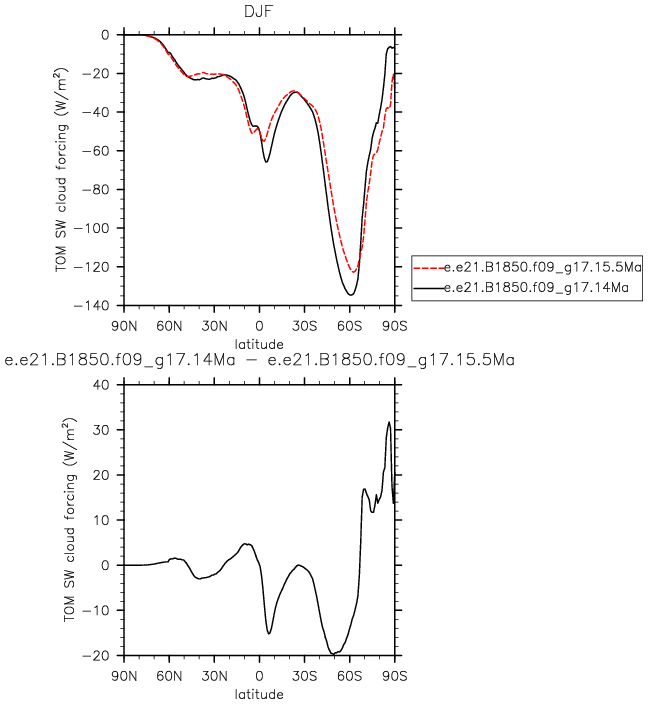 DJF
TOM SW cloud forcing (W/m²)
0
−20
−40
−60
−80
−100
−120
−140
90N 60N 30N 0 30S 60S 90S
latitude
e.e21.B1850.f09_g17.15.5Ma
e.e21.B1850.f09_g17.14Ma
e.e21.B1850.f09_g17.14Ma − e.e21.B1850.f09_g17.15.5Ma
TOM SW cloud forcing (W/m²)
40
30
20
10
0
−10
−20
90N 60N 30N 0 30S 60S 90S
latitude